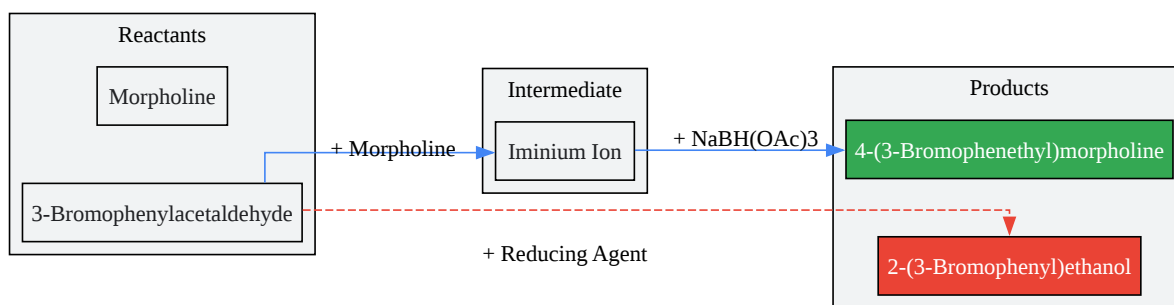 Reactants
Morpholine
3-Bromophenylacetaldehyde
+ Morpholine
Intermediate
Iminium Ion
+ NaBH(OAc)3
+ Reducing Agent
Products
4-(3-Bromophenethyl)morpholine
2-(3-Bromophenyl)ethanol